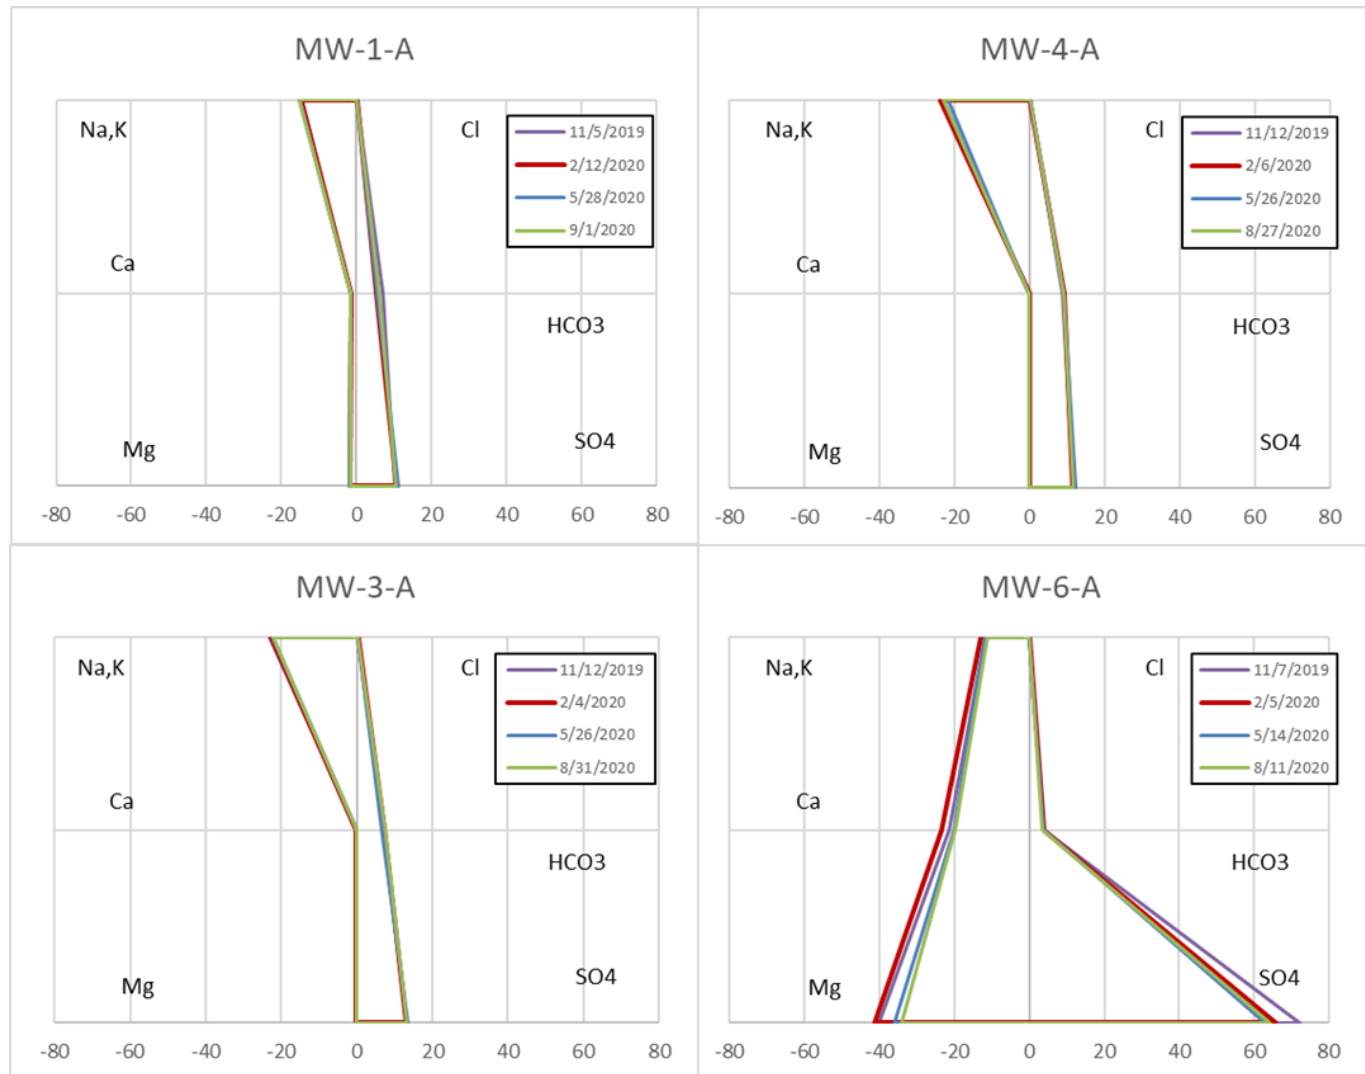 MW-1-A
Na,K
Cl
11/5/2019
2/12/2020
5/28/2020
9/1/2020
Ca
HCO3
Mg
SO4
-80 -60 -40 -20 0 20 40 60 80
MW-4-A
Na,K
Cl
11/12/2019
2/6/2020
5/26/2020
8/27/2020
Ca
HCO3
Mg
SO4
-80 -60 -40 -20 0 20 40 60 80
MW-3-A
Na,K
Cl
11/12/2019
2/4/2020
5/26/2020
8/31/2020
Ca
HCO3
Mg
SO4
-80 -60 -40 -20 0 20 40 60 80
MW-6-A
Na,K
Cl
11/7/2019
2/5/2020
5/14/2020
8/11/2020
Ca
HCO3
Mg
SO4
-80 -60 -40 -20 0 20 40 60 80